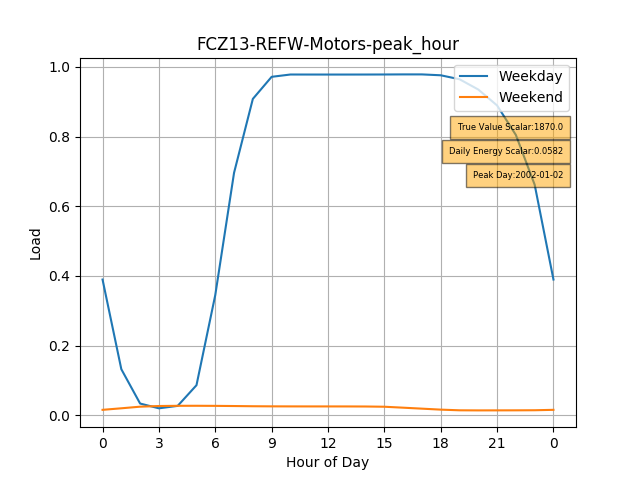 FCZ13-REFW-Motors-peak_hour
Weekday
Weekend
True Value Scalar:1870.0
Daily Energy Scalar:0.0582
Peak Day:2002-01-02
Load
1.0
0.8
0.6
0.4
0.2
0.0
0 3 6 9 12 15 18 21 0
Hour of Day